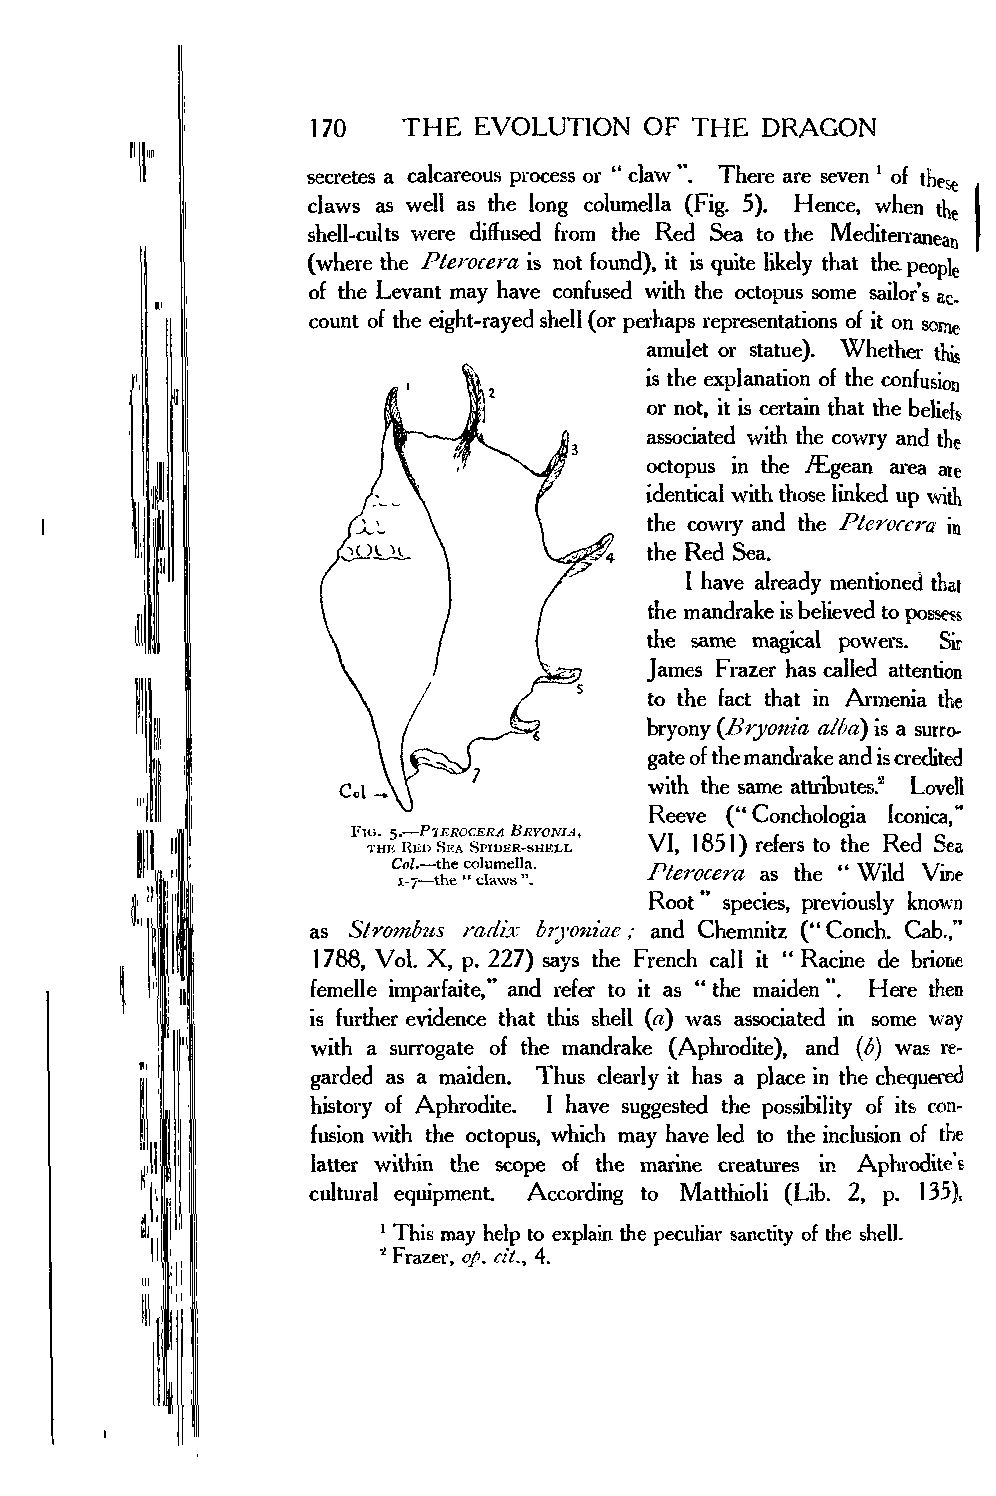 170 THE EVOLUTION OF THE DRAGON
secretes a calcareous process or " claw ". There are seven ¹ of these
claws as well as the long columella (Fig. 5). Hence, when the
shell-cults were diffused from the Red Sea to the Mediterranean
(where the Pterocera is not found), it is quite likely that the people
of the Levant may have confused with the octopus some sailor's ac-
count of the eight-rayed shell (or perhaps representations of it on some
amulet or statue). Whether this
is the explanation of the confusion
or not, it is certain that the beliefs
associated with the cowry and the
octopus in the Ægean area are
identical with those linked up with
the cowry and the Pterocera in
the Red Sea.
I have already mentioned that
the mandrake is believed to possess
the same magical powers. Sir
James Frazer has called attention
to the fact that in Armenia the
bryony (Bryonia alba) is a surro-
gate of the mandrake and is credited
with the same attributes.² Lovell
Reeve (" Conchologia Iconica,"
VI, 1851) refers to the Red Sea
Pterocera as the " Wild Vine
Root " species, previously known
1
2
3
4
5
6
7
Col
FIG. 5.—PTEROCERA BRYONIA,
THE RED SEA SPIDER-SHELL
Col.—the columella.
1-7—the " claws ".
as Strombus radix bryoniae ; and Chemnitz (" Conch. Cab.,"
1788, Vol. X, p. 227) says the French call it " Racine de brione
femelle imparfaite," and refer to it as " the maiden ". Here then
is further evidence that this shell (a) was associated in some way
with a surrogate of the mandrake (Aphrodite), and (b) was re-
garded as a maiden. Thus clearly it has a place in the chequered
history of Aphrodite. I have suggested the possibility of its con-
fusion with the octopus, which may have led to the inclusion of the
latter within the scope of the marine creatures in Aphrodite's
cultural equipment. According to Matthioli (Lib. 2, p. 135),
¹ This may help to explain the peculiar sanctity of the shell.
² Frazer, op. cit., 4.